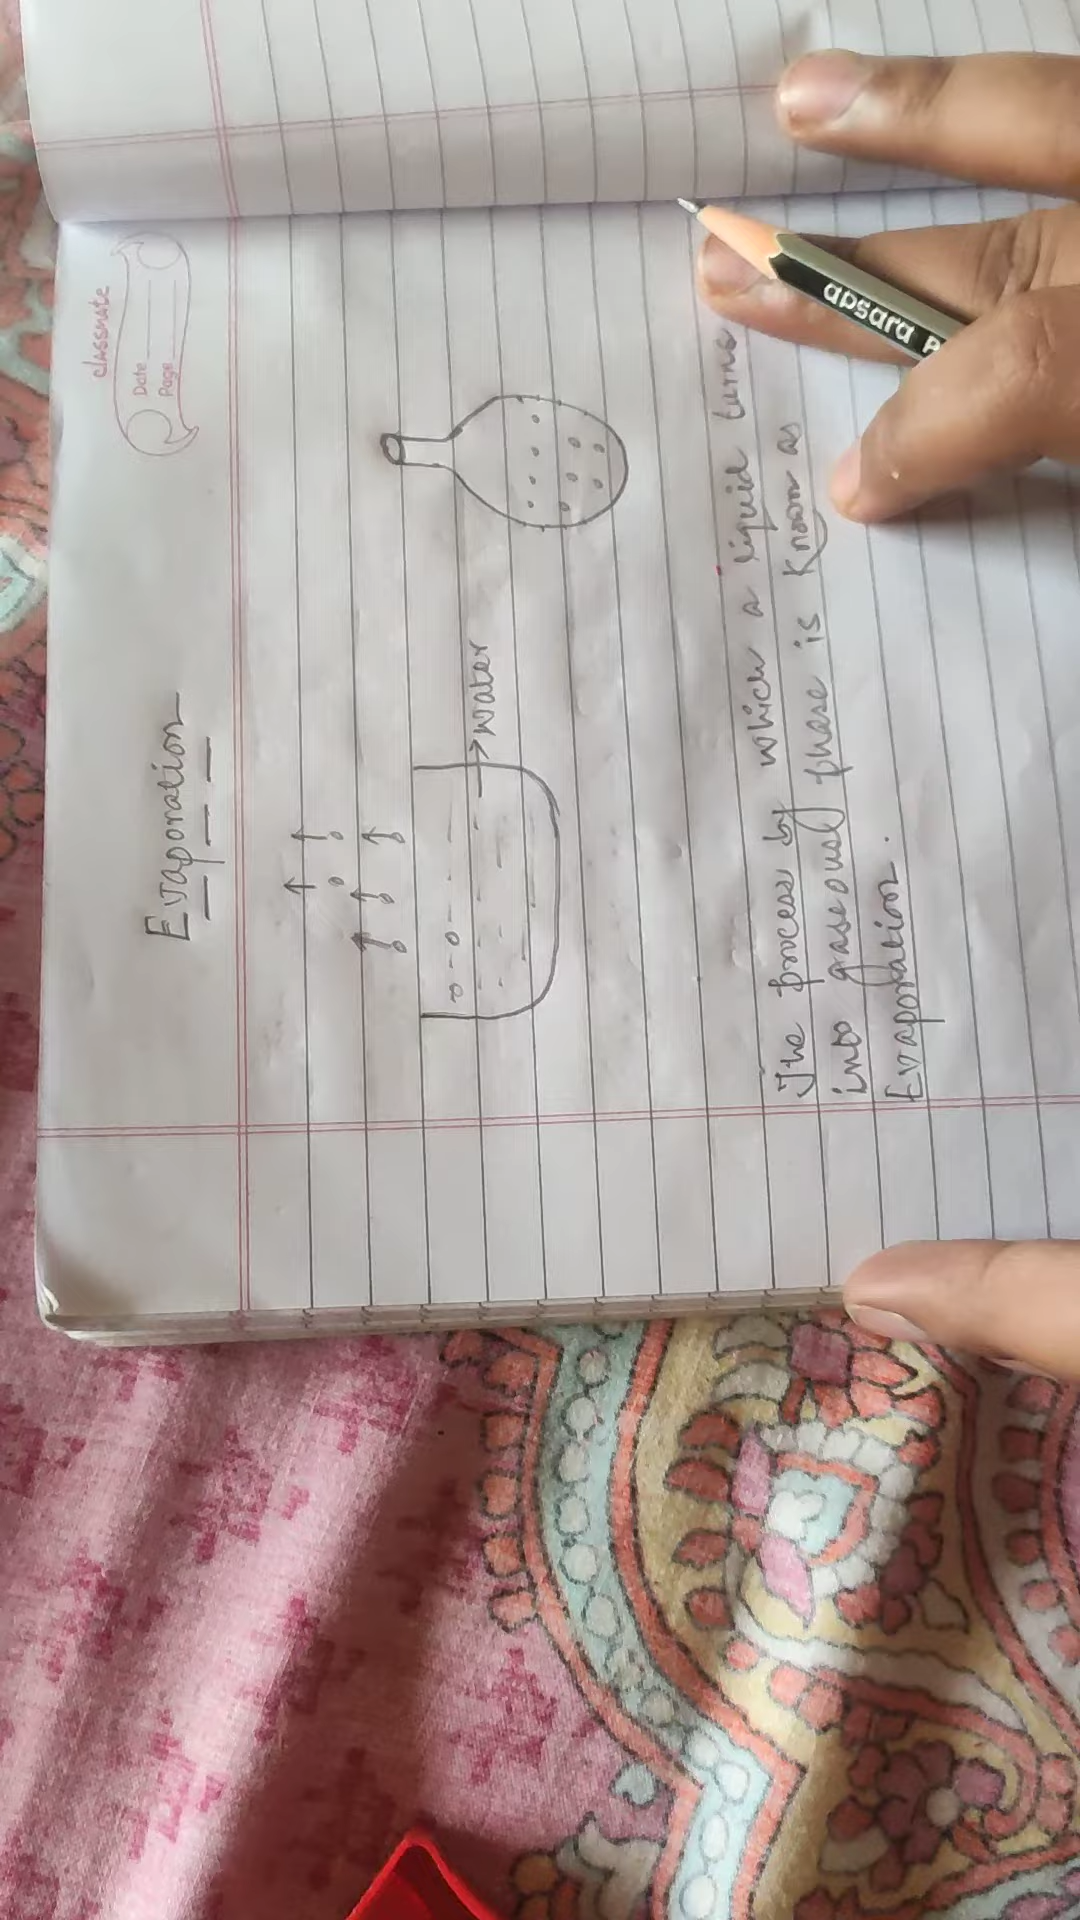 classmate
Date
Page
Evaporation
Water
The process by which a liquid turns
into gaseous phase is Known as
Evaporation.
apsara P